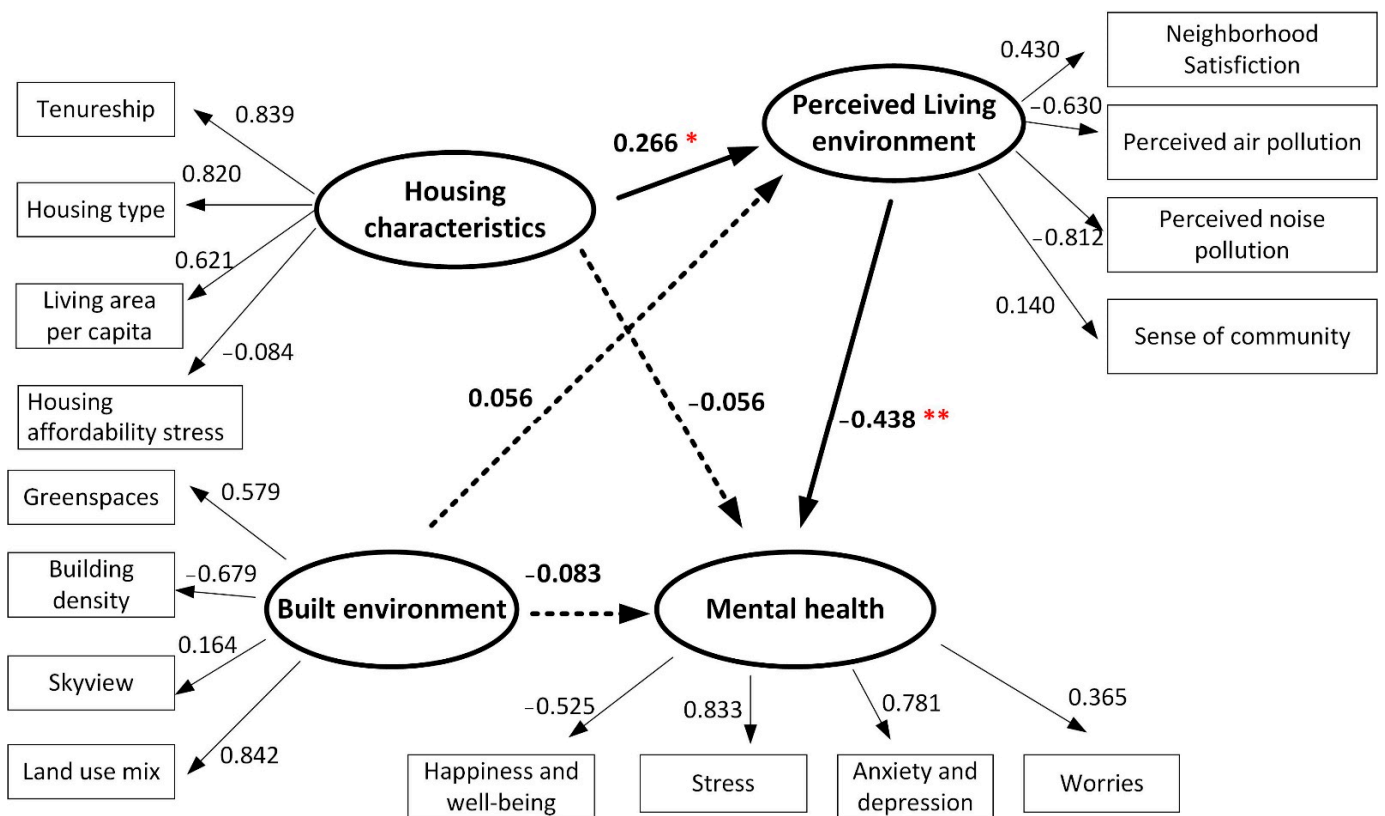 Neighborhood
Satisfiction
0.430
Perceived Living
environment
−0.630
Perceived air pollution
Tenureship
0.839
0.266 *
0.820
Housing
characteristics
Housing type
Perceived noise
pollution
−0.812
0.621
Living area
per capita
0.140
Sense of community
−0.084
Housing
affordability stress
0.056
−0.056
−0.438 **
Greenspaces
0.579
Building
density
−0.679
Built environment
−0.083
Mental health
0.164
Skyview
−0.525
0.833
0.781
0.365
Land use mix
0.842
Happiness and
well-being
Stress
Anxiety and
depression
Worries